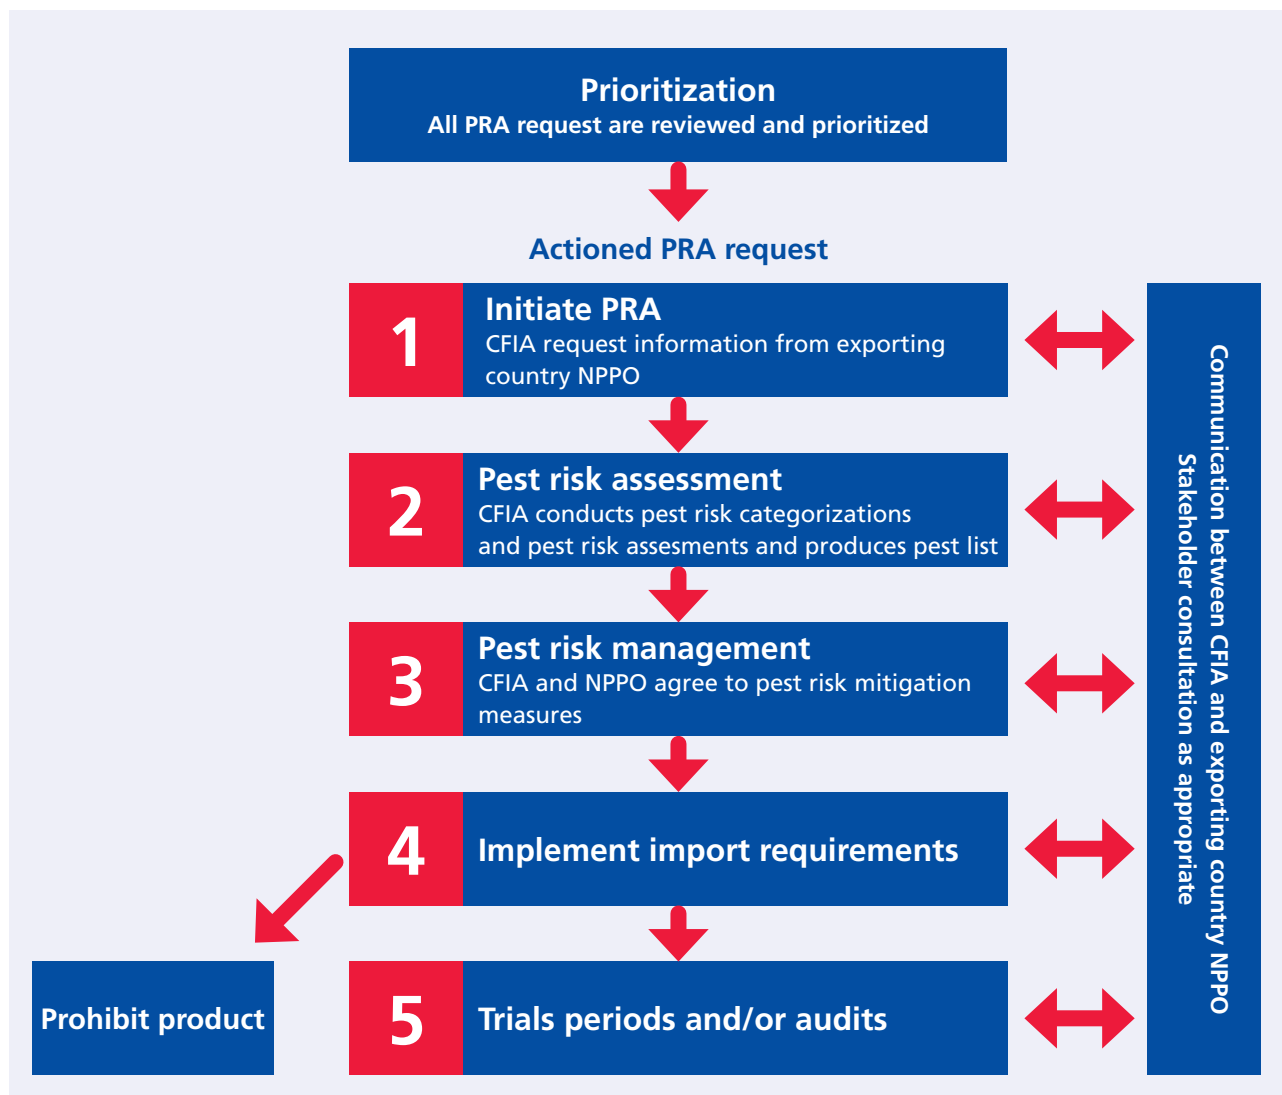 Prioritization
All PRA request are reviewed and prioritized
Actioned PRA request
1
Initiate PRA
CFIA request information from exporting
country NPPO
2
Pest risk assessment
CFIA conducts pest risk categorizations
and pest risk assesments and produces pest list
3
Pest risk management
CFIA and NPPO agree to pest risk mitigation
measures
4
Implement import requirements
Prohibit product
5
Trials periods and/or audits
Communication between CFIA and exporting country NPPO
Stakeholder consultation as appropriate